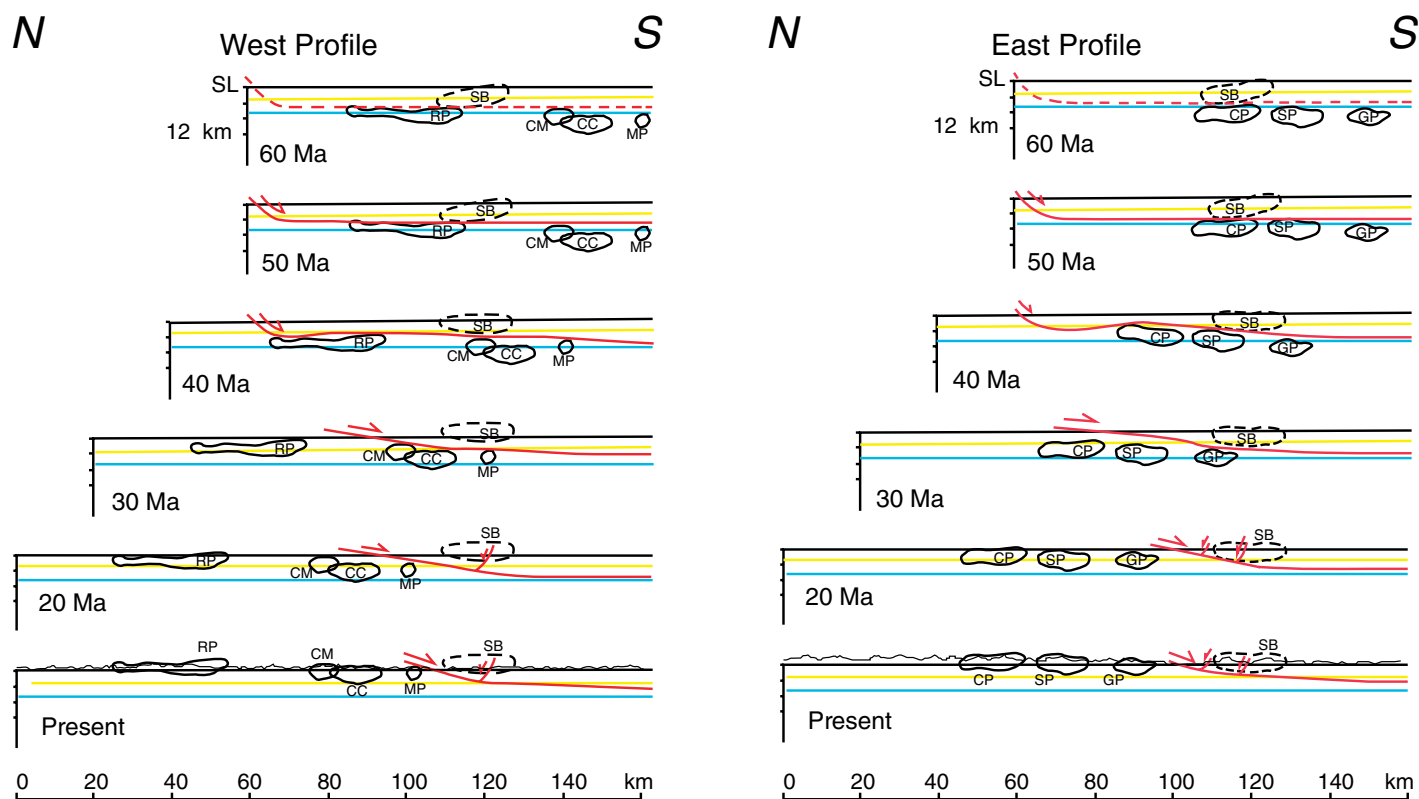 N
West Profile
S
SL
SB
RP
CM
CC
MP
12 km
60 Ma
SB
RP
CM
CC
MP
50 Ma
SB
RP
CM
CC
MP
40 Ma
SB
RP
CM
CC
MP
30 Ma
SB
RP
CM
CC
MP
20 Ma
RP
CM
SB
CC
MP
Present
0 20 40 60 80 100 120 140 km
N
East Profile
S
SL
SB
CP
SP
GP
12 km
60 Ma
SB
CP
SP
GP
50 Ma
SB
CP
SP
GP
40 Ma
SB
CP
SP
GP
30 Ma
SB
CP
SP
GP
20 Ma
SB
CP
SP
GP
Present
0 20 40 60 80 100 120 140 km